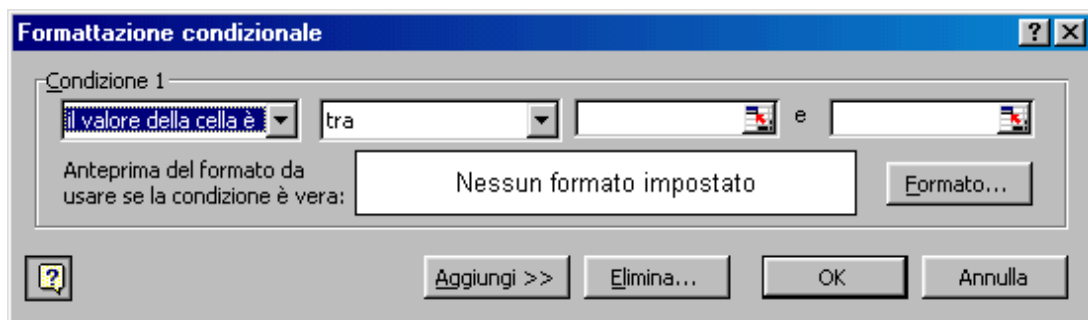 Formattazione condizionale
Condizione 1
il valore della cella è tra e
Anteprima del formato da
usare se la condizione è vera:
Nessun formato impostato
Formato...
Aggiungi >> Elimina... OK Annulla